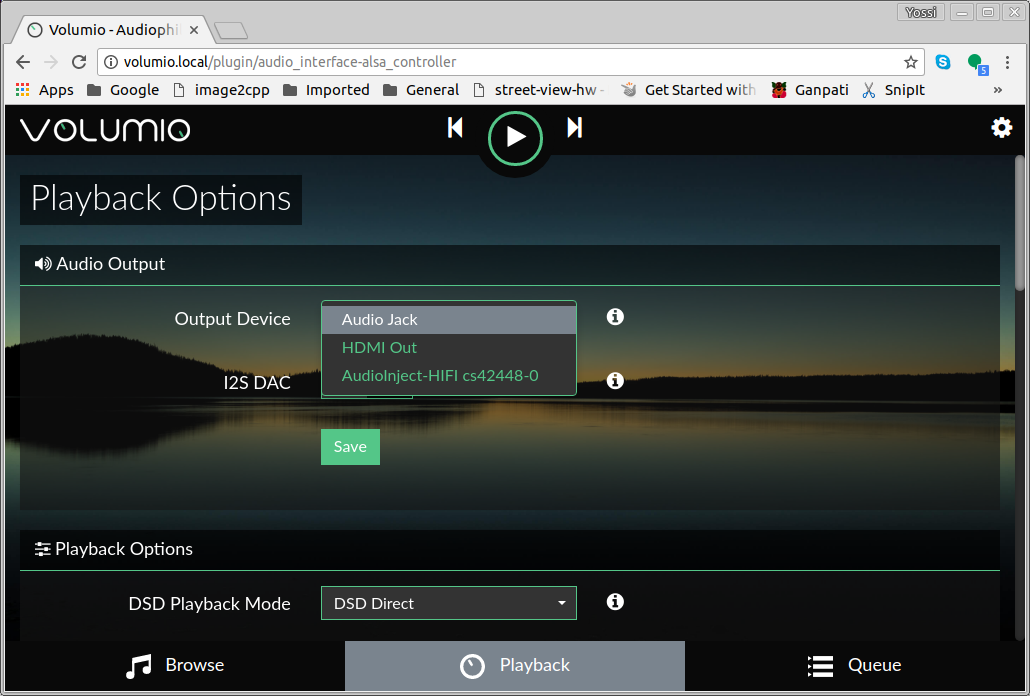 Yossi
Volumio - Audiophi
volumio.local/plugin/audio_interface-alsa_controller
5
Apps Google image2cpp Imported General street-view-hw- Get Started with Ganpati SnipIt »
VOLUMIO
Playback Options
Audio Output
Output Device
Audio Jack
HDMI Out
AudioInject-HIFI cs42448-0
I2S DAC
Save
Playback Options
DSD Playback Mode DSD Direct
Browse Playback Queue